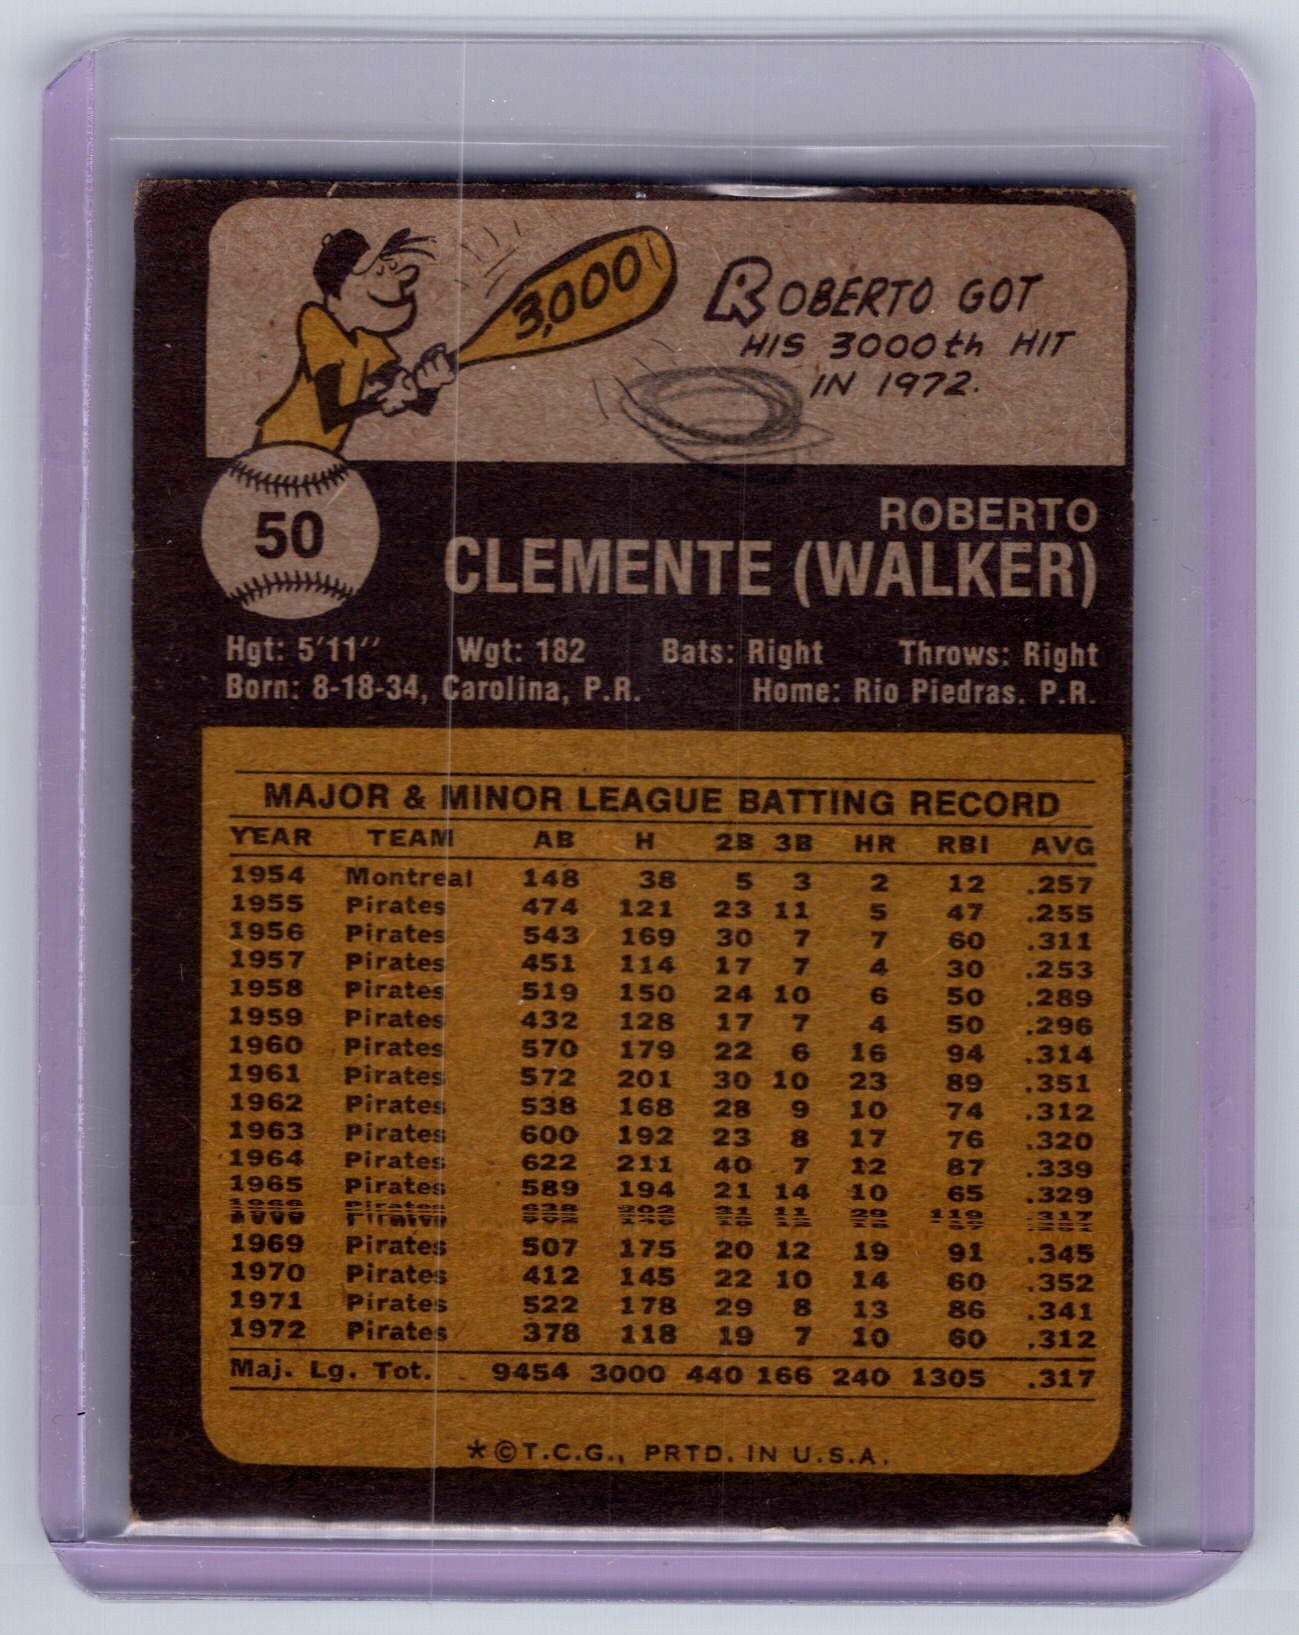 3,000
ROBERTO GOT
HIS 3000th HIT
IN 1972.
50
ROBERTO
CLEMENTE (WALKER)
Hgt: 5'11" Wgt: 182 Bats: Right Throws: Right
Born: 8-18-34, Carolina, P.R. Home: Rio Piedras. P.R.
MAJOR & MINOR LEAGUE BATTING RECORD
YEAR TEAM AB H 2B 3B HR RBI AVG
1954 Montreal 148 38 5 3 2 12 .257
1955 Pirates 474 121 23 11 5 47 .255
1956 Pirates 543 169 30 7 7 60 .311
1957 Pirates 451 114 17 7 4 30 .253
1958 Pirates 519 150 24 10 6 50 .289
1959 Pirates 432 128 17 7 4 50 .296
1960 Pirates 570 179 22 6 16 94 .314
1961 Pirates 572 201 30 10 23 89 .351
1962 Pirates 538 168 28 9 10 74 .312
1963 Pirates 600 192 23 8 17 76 .320
1964 Pirates 622 211 40 7 12 87 .339
1965 Pirates 589 194 21 14 10 65 .329
1969 Pirates 507 175 20 12 19 91 .345
1970 Pirates 412 145 22 10 14 60 .352
1971 Pirates 522 178 29 8 13 86 .341
1972 Pirates 378 118 19 7 10 60 .312
Maj. Lg. Tot. 9454 3000 440 166 240 1305 .317
*©T.C.G., PRTD. IN U.S.A.